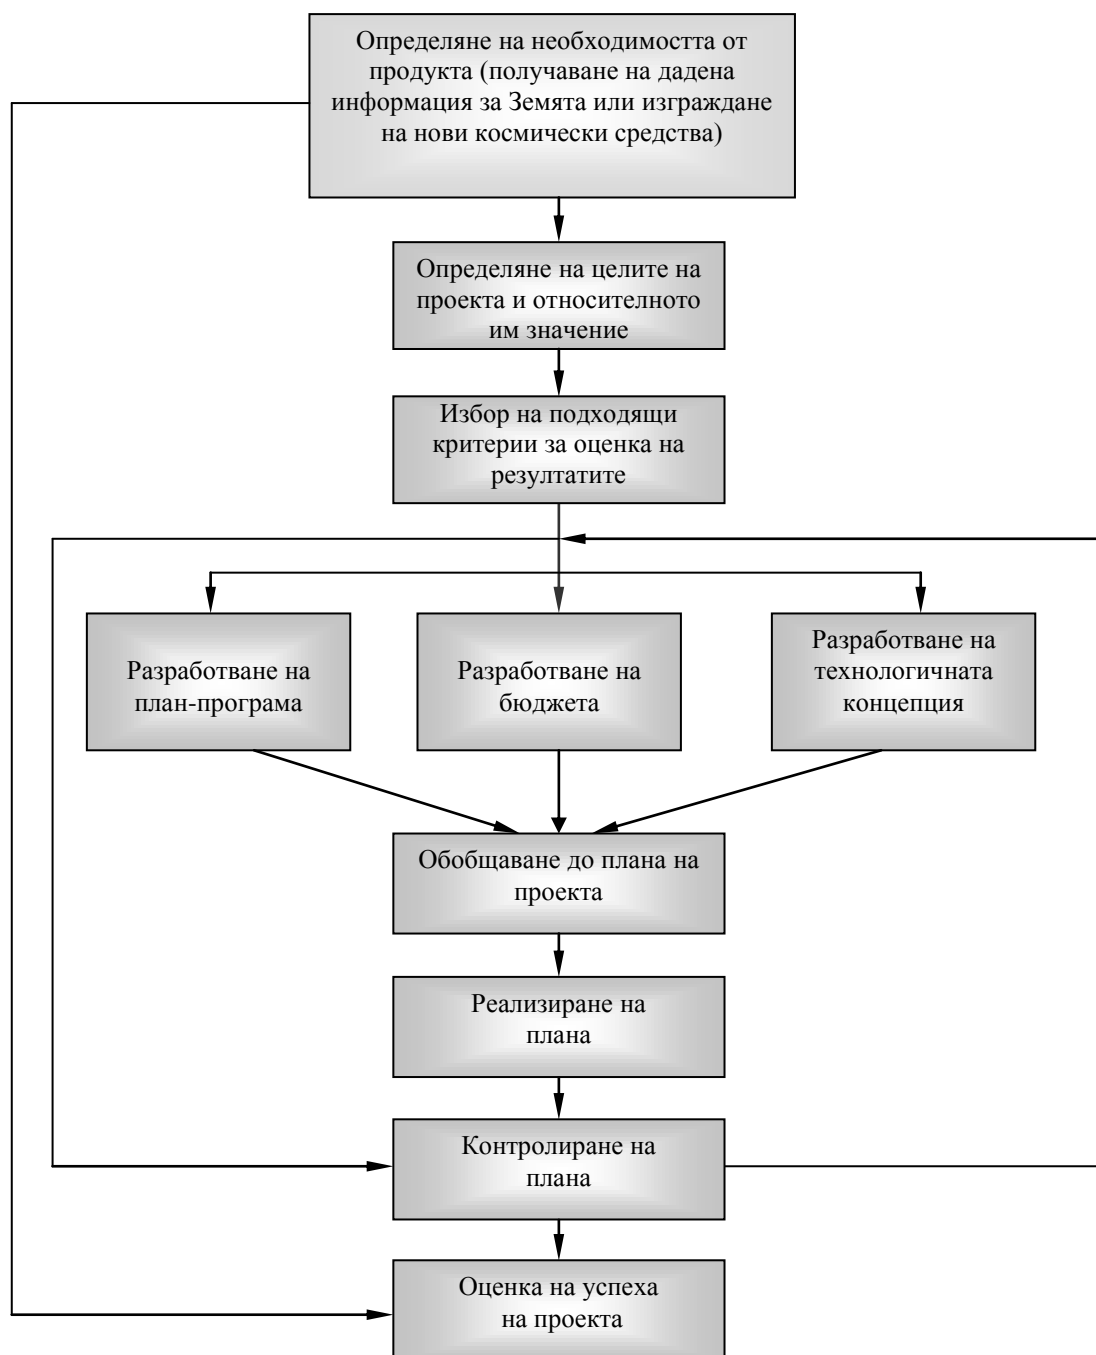 Определяне на необходимостта от
продукта (получаване на дадена
информация за Земята или изграждане
на нови космически средства)
Определяне на целите на
проекта и относителното
им значение
Избор на подходящи
критерии за оценка на
резултатите
Разработване на
план-програма
Разработване на
бюджета
Разработване на
технологичната
концепция
Обобщаване до плана на
проекта
Реализиране на
плана
Контролиране на
плана
Оценка на успеха
на проекта